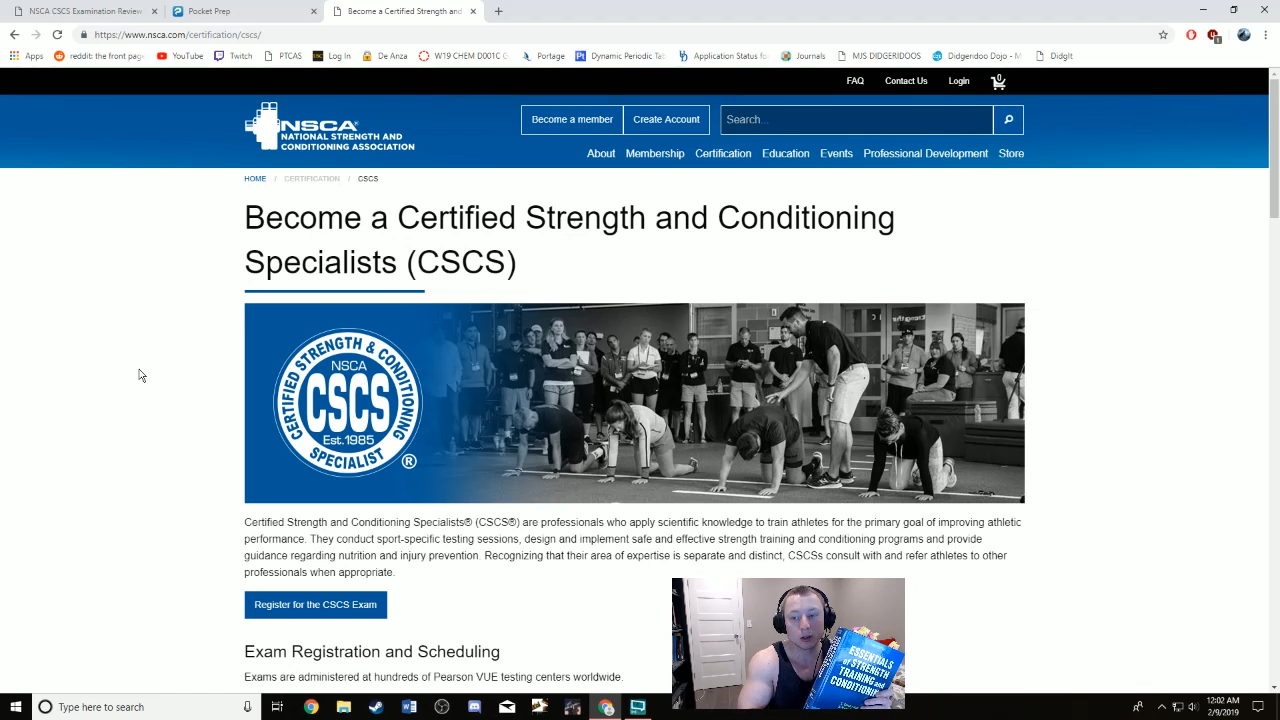 NSCA CSCS Examination Review
Pocket Prep
Become a Certified Strength and
https://www.nsca.com/certification/cscs/
Apps
reddit: the front page
YouTube
Twitch
PTCAS
Log In
De Anza
W19 CHEM D001C
Portage
Dynamic Periodic Tab
Application Status for
Journals
MJS DIDGERIDOOS
Didgeridoo Dojo - M
DidgIt
FAQ
Contact Us
Login
0
NSCA
NATIONAL STRENGTH AND
CONDITIONING ASSOCIATION
Become a member
Create Account
Search...
About
Membership
Certification
Education
Events
Professional Development
Store
HOME / CERTIFICATION / CSCS
Become a Certified Strength and Conditioning
Specialists (CSCS)
CERTIFIED STRENGTH & CONDITIONING
NSCA
CSCS
Est.1985
SPECIALIST
®
Certified Strength and Conditioning Specialists® (CSCS®) are professionals who apply scientific knowledge to train athletes for the primary goal of improving athletic
performance. They conduct sport-specific testing sessions, design and implement safe and effective strength training and conditioning programs and provide
guidance regarding nutrition and injury prevention. Recognizing that their area of expertise is separate and distinct, CSCSs consult with and refer athletes to other
professionals when appropriate.
Register for the CSCS Exam
Exam Registration and Scheduling
Exams are administered at hundreds of Pearson VUE testing centers worldwide.
ESSENTIALS
of STRENGTH
TRAINING and
CONDITIONING
Type here to search
12:02 AM
2/9/2019